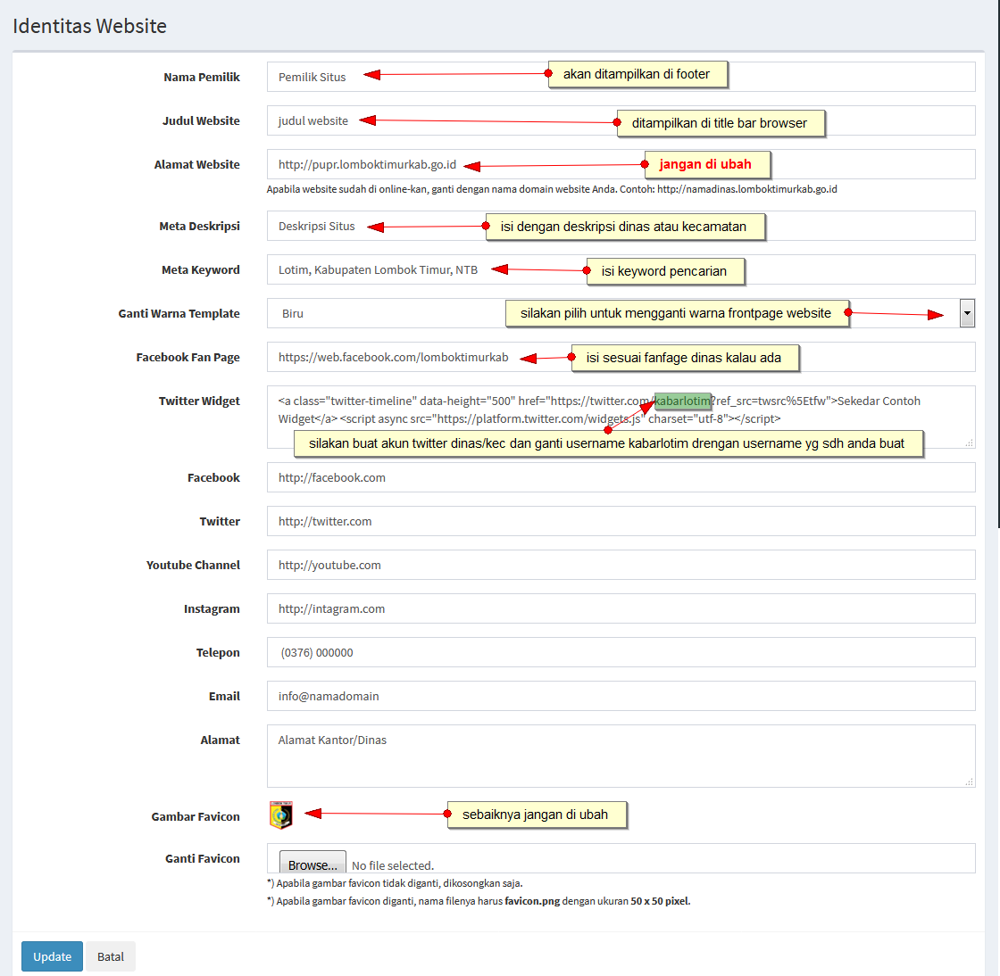 Identitas Website
Nama Pemilik
Pemilik Situs
akan ditampilkan di footer
Judul Website
judul website
ditampilkan di title bar browser
Alamat Website
http://pupr.lomboktimurkab.go.id
jangan di ubah
Apabila website sudah di online-kan, ganti dengan nama domain website Anda. Contoh: http://namadinas.lomboktimurkab.go.id
Meta Deskripsi
Deskripsi Situs
isi dengan deskripsi dinas atau kecamatan
Meta Keyword
Lotim, Kabupaten Lombok Timur, NTB
isi keyword pencarian
Ganti Warna Template
Biru
silakan pilih untuk mengganti warna frontpage website
Facebook Fan Page
https://web.facebook.com/lomboktimurkab
isi sesuai fanfage dinas kalau ada
Twitter Widget
<a class="twitter-timeline" data-height="500" href="https://twitter.com/kabarlotim?ref_src=twsrc%5Etfw">Sekedar Contoh
Widget</a> <script async src="https://platform.twitter.com/widgets.js" charset="utf-8"></script>
silakan buat akun twitter dinas/kec dan ganti username kabarlotim drengan username yg sdh anda buat
Facebook
http://facebook.com
Twitter
http://twitter.com
Youtube Channel
http://youtube.com
Instagram
http://intagram.com
Telepon
(0376) 000000
Email
info@namadomain
Alamat
Alamat Kantor/Dinas
Gambar Favicon
sebaiknya jangan di ubah
Ganti Favicon
Browse... No file selected.
*) Apabila gambar favicon tidak diganti, dikosongkan saja.
*) Apabila gambar favicon diganti, nama filenya harus favicon.png dengan ukuran 50 x 50 pixel.
Update
Batal